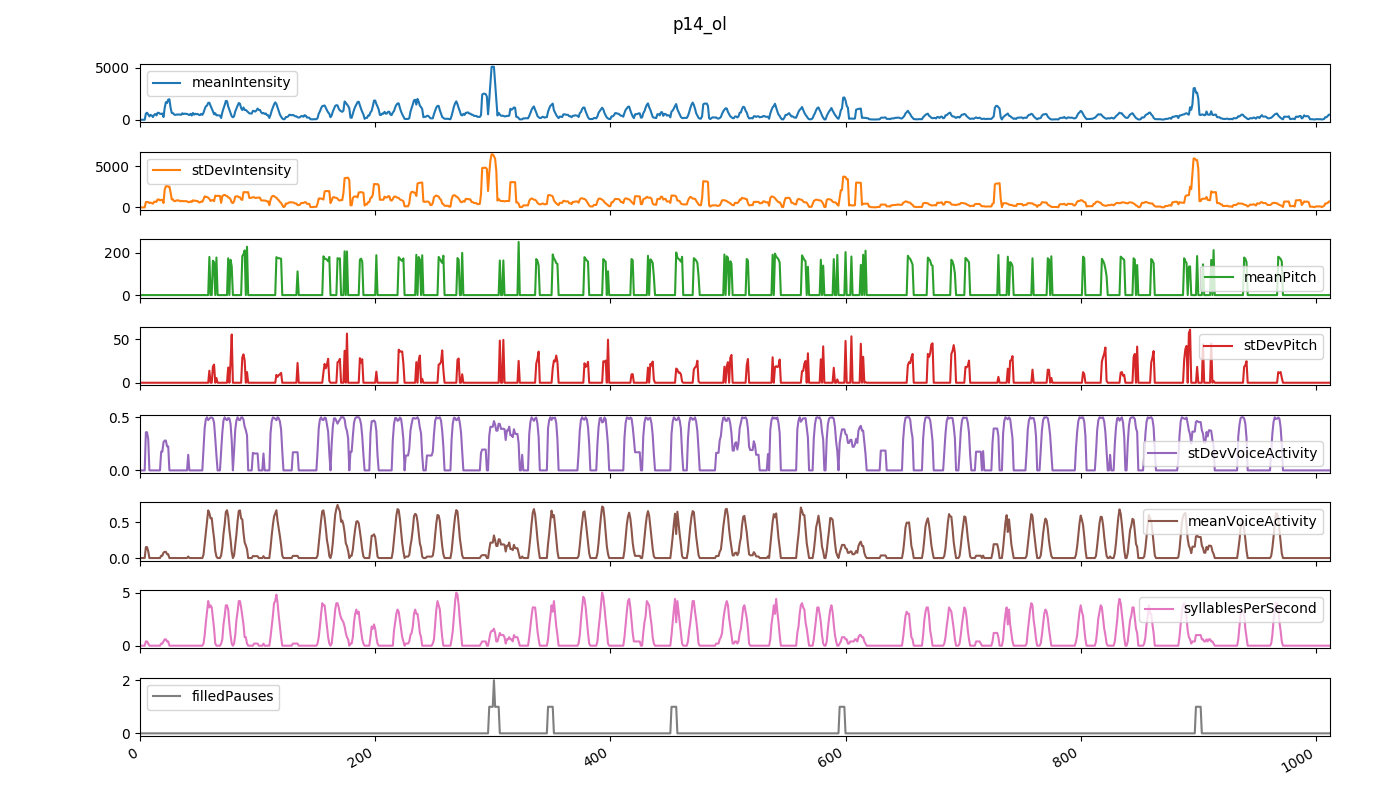 p14_ol
5000
0
meanIntensity
5000
0
stDevIntensity
200
0
meanPitch
50
0
stDevPitch
0.5
0.0
stDevVoiceActivity
0.5
0.0
meanVoiceActivity
5
0
syllablesPerSecond
2
0
filledPauses
0 200 400 600 800 1000